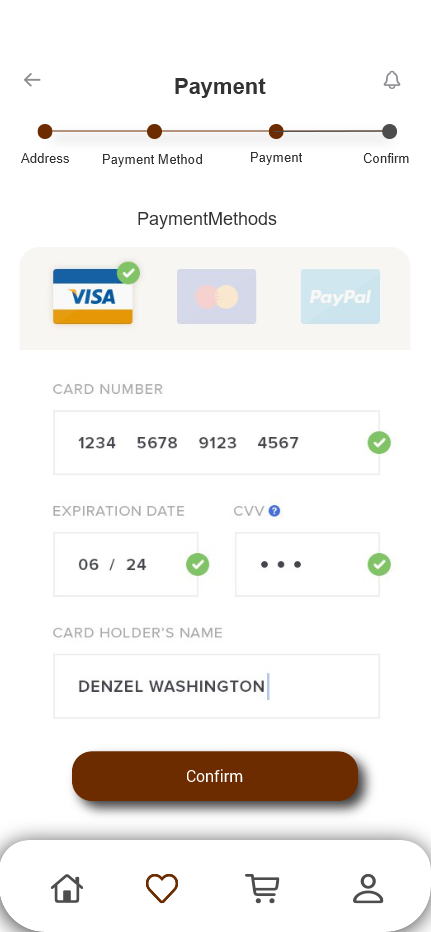 Payment
Address Payment Method Payment Confirm
PaymentMethods
VISA PayPal
CARD NUMBER
1234 5678 9123 4567
EXPIRATION DATE CVV ?
06 / 24 • • •
CARD HOLDER'S NAME
DENZEL WASHINGTON
Confirm